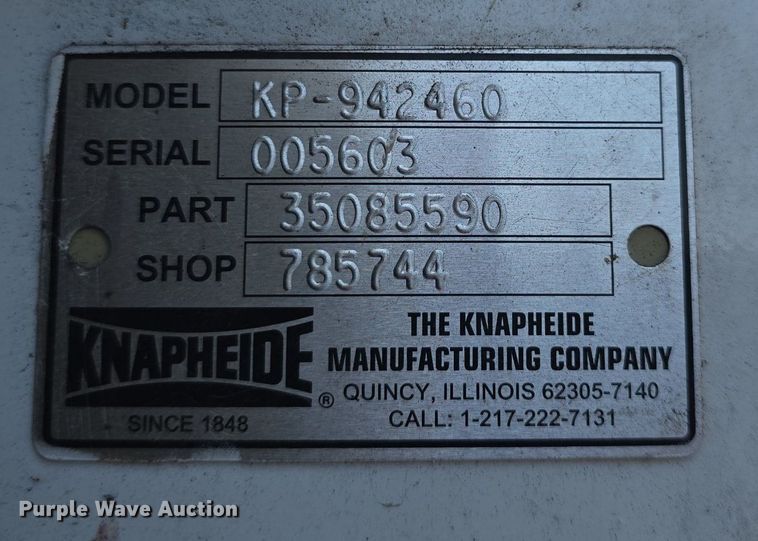 MODEL KP-942460
SERIAL 005603
PART 35085590
SHOP 785744
KNAPHEIDE ®
SINCE 1848
THE KNAPHEIDE
MANUFACTURING COMPANY
QUINCY, ILLINOIS 62305-7140
CALL: 1-217-222-7131
Purple Wave Auction